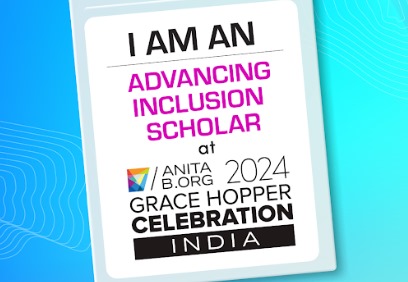 I AM AN
ADVANCING
INCLUSION
SCHOLAR
at
/ANITA B.ORG 2024
GRACE HOPPER
CELEBRATION
INDIA